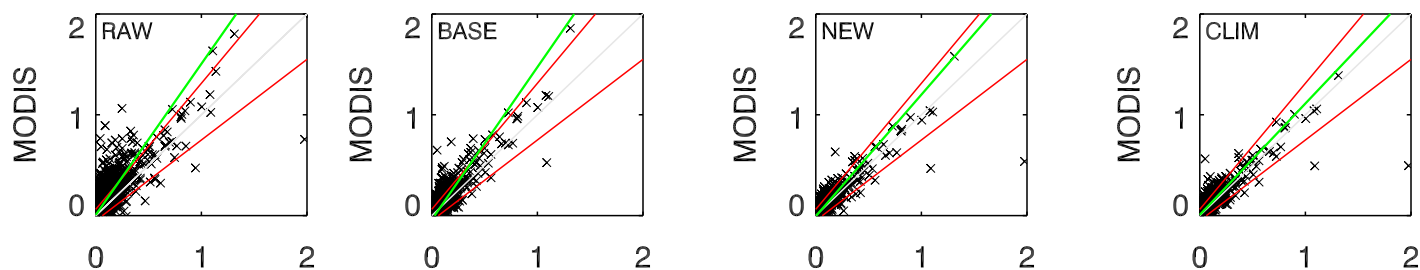 2 RAW 2 BASE 2 NEW 2 CLIM
MODIS MODIS MODIS MODIS
1 1 1 1
0 0 0 0
0 1 2 0 1 2 0 1 2 0 1 2